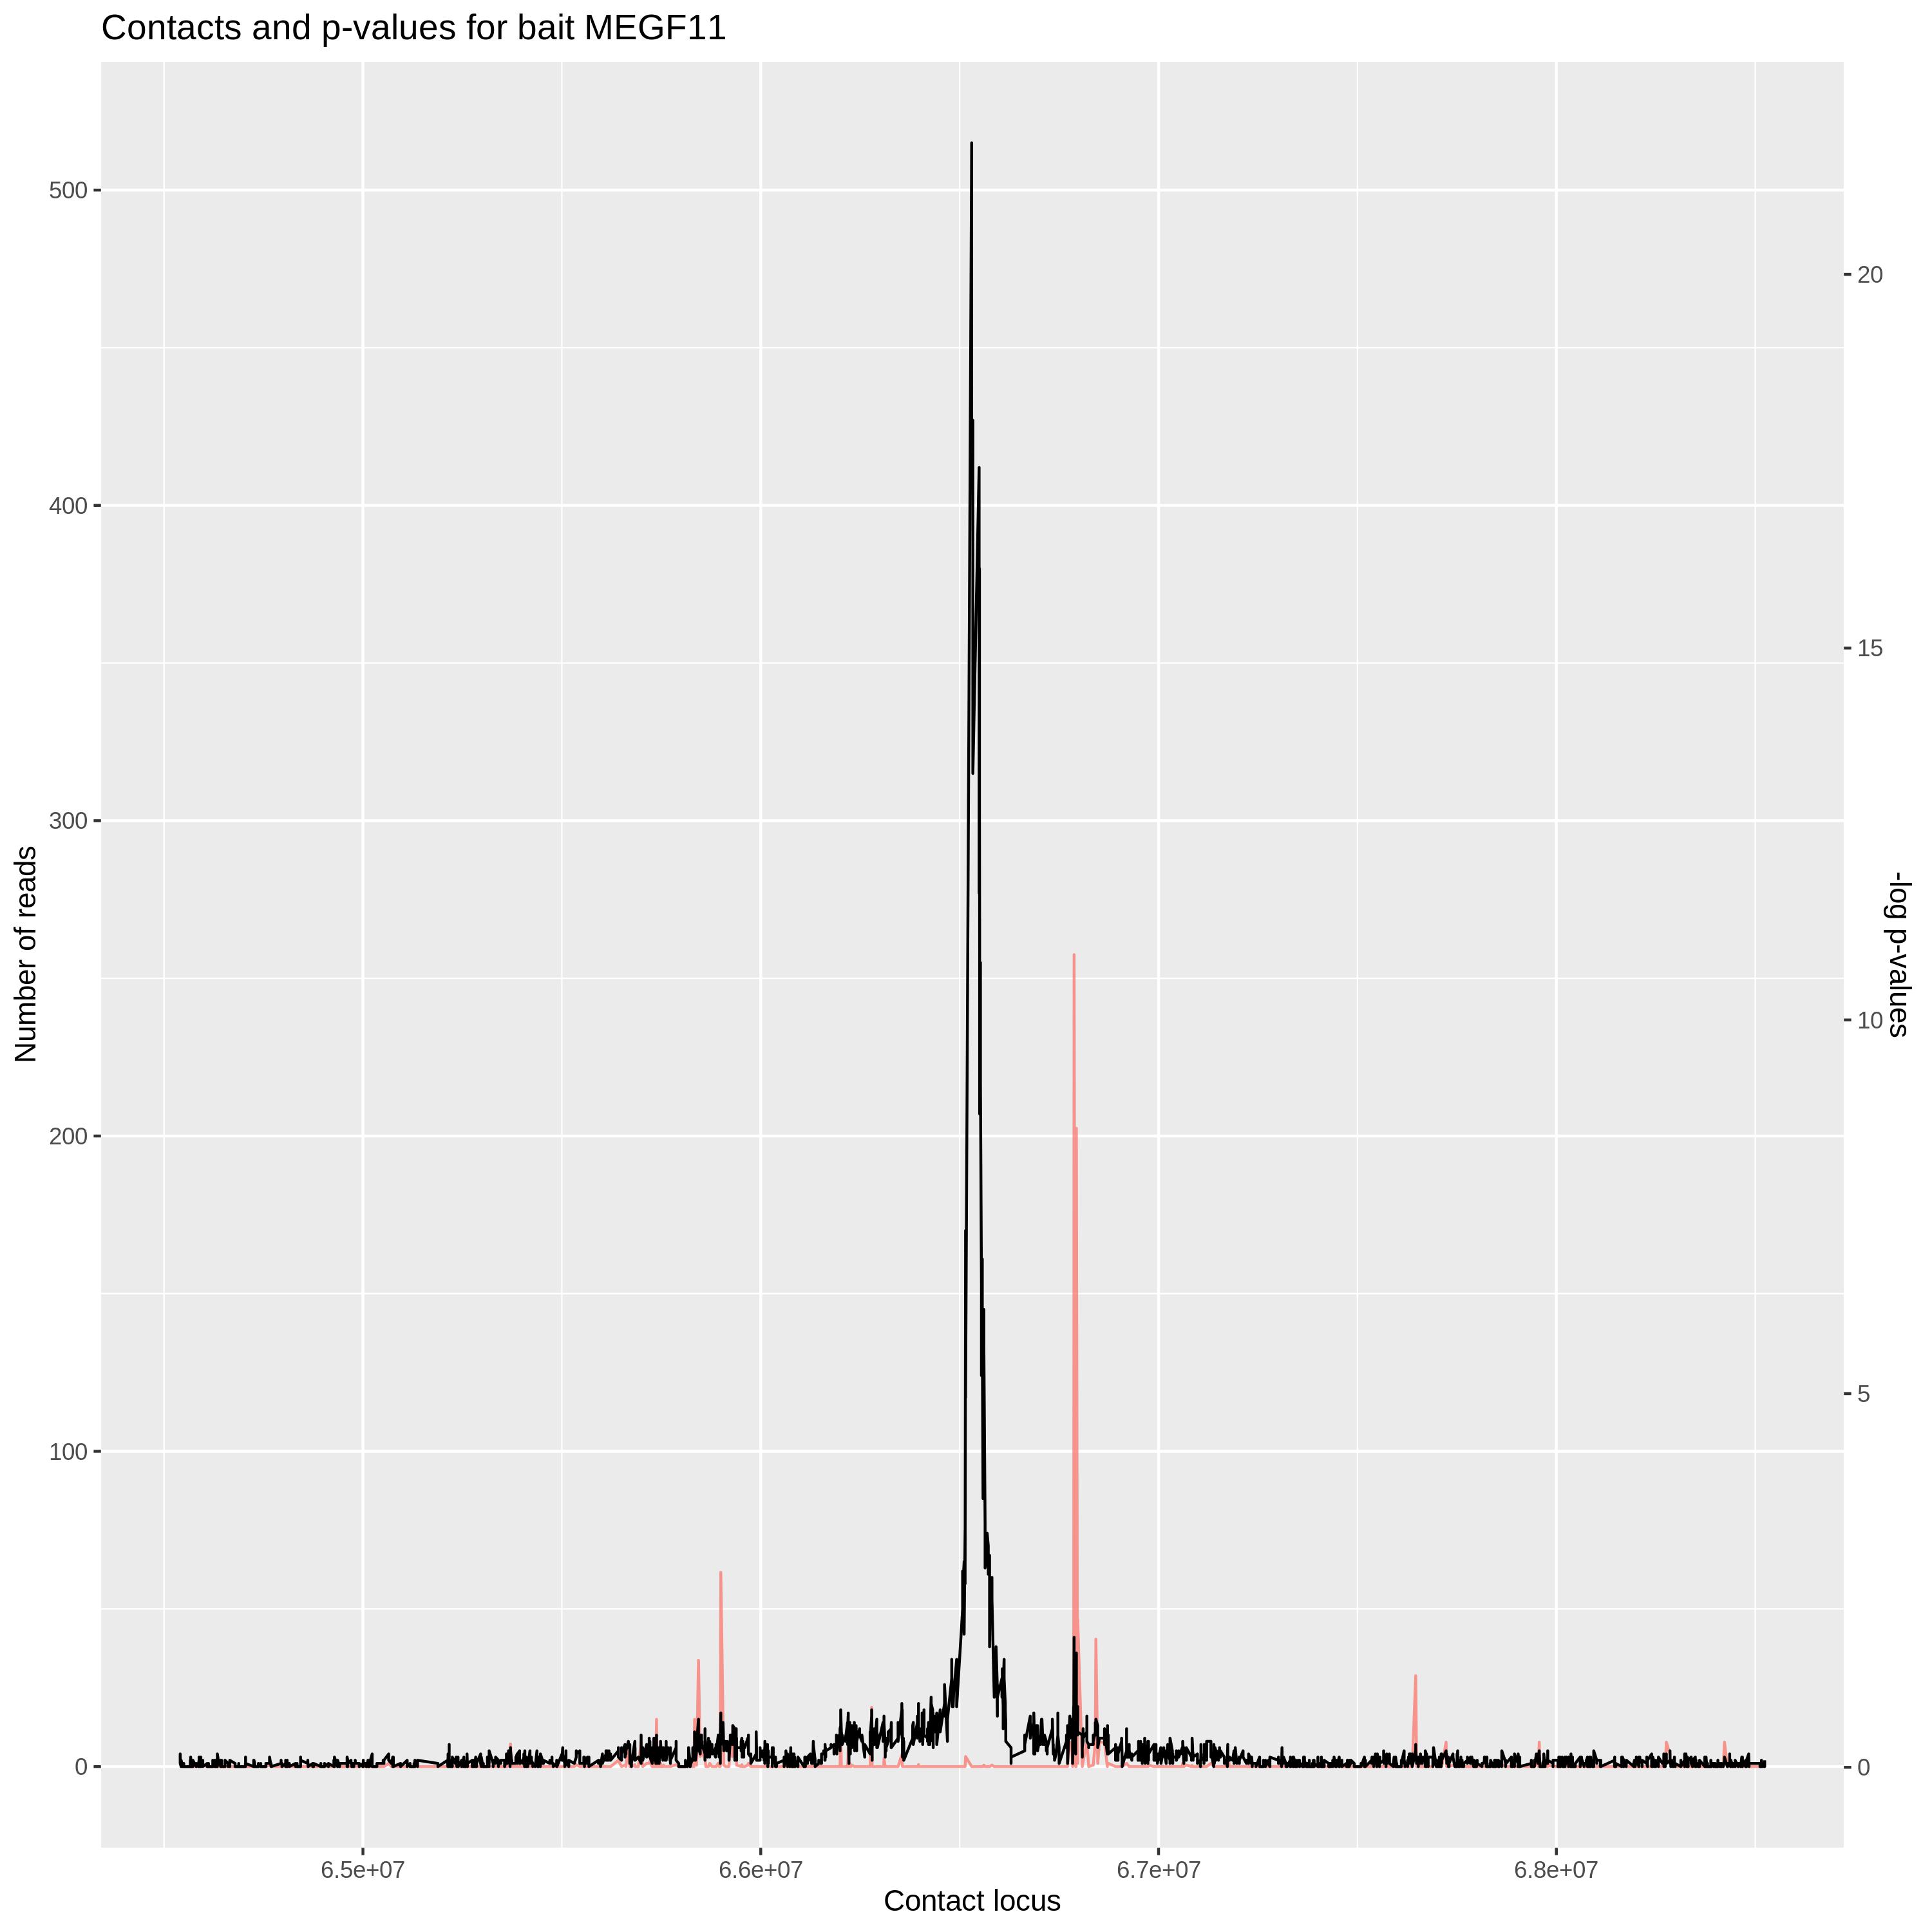 Contacts and p-values for bait MEGF11
500
400
300
200
100
0
Number of reads
20
15
10
5
0
-log p-values
6.5e+07 6.6e+07 6.7e+07 6.8e+07
Contact locus